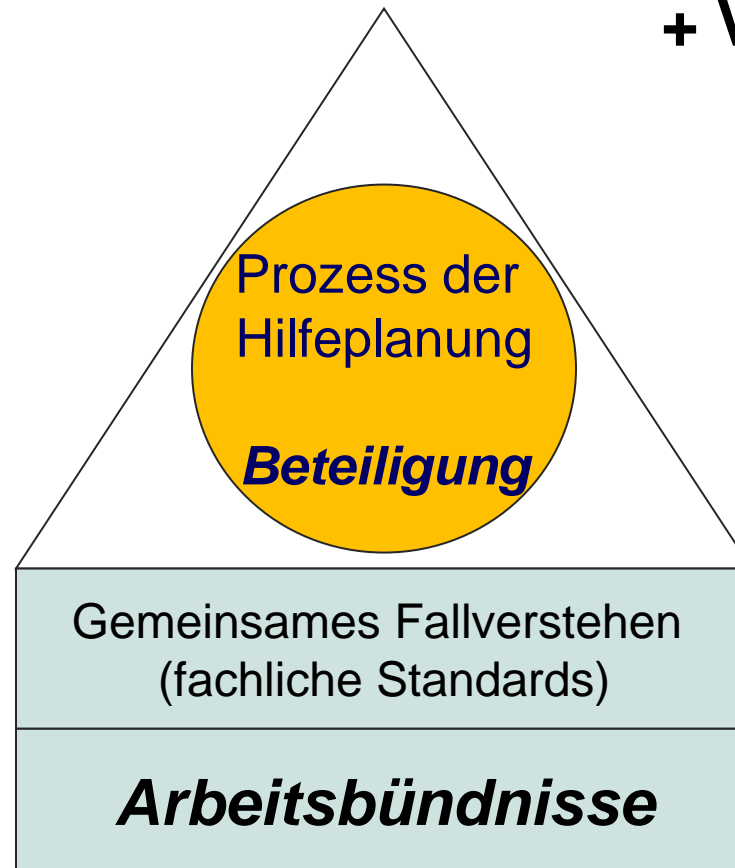 +
Prozess der
Hilfeplanung
Beteiligung
Gemeinsames Fallverstehen
(fachliche Standards)
Arbeitsbündnisse